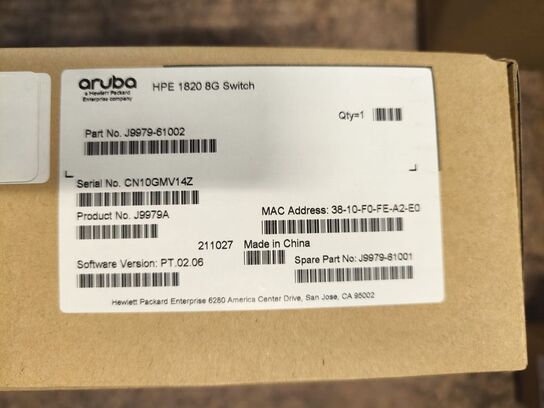 aruba
a Hewlett Packard
Enterprise company
HPE 1820 8G Switch
Qty=1
Part No. J9979-61002
Serial No. CN10GMV14Z
Product No. J9979A
MAC Address: 38-10-F0-FE-A2-E0
211027 Made in China
Software Version: PT.02.06
Spare Part No: J9979-61001
Hewlett Packard Enterprise 6280 America Center Drive, San Jose, CA 95002